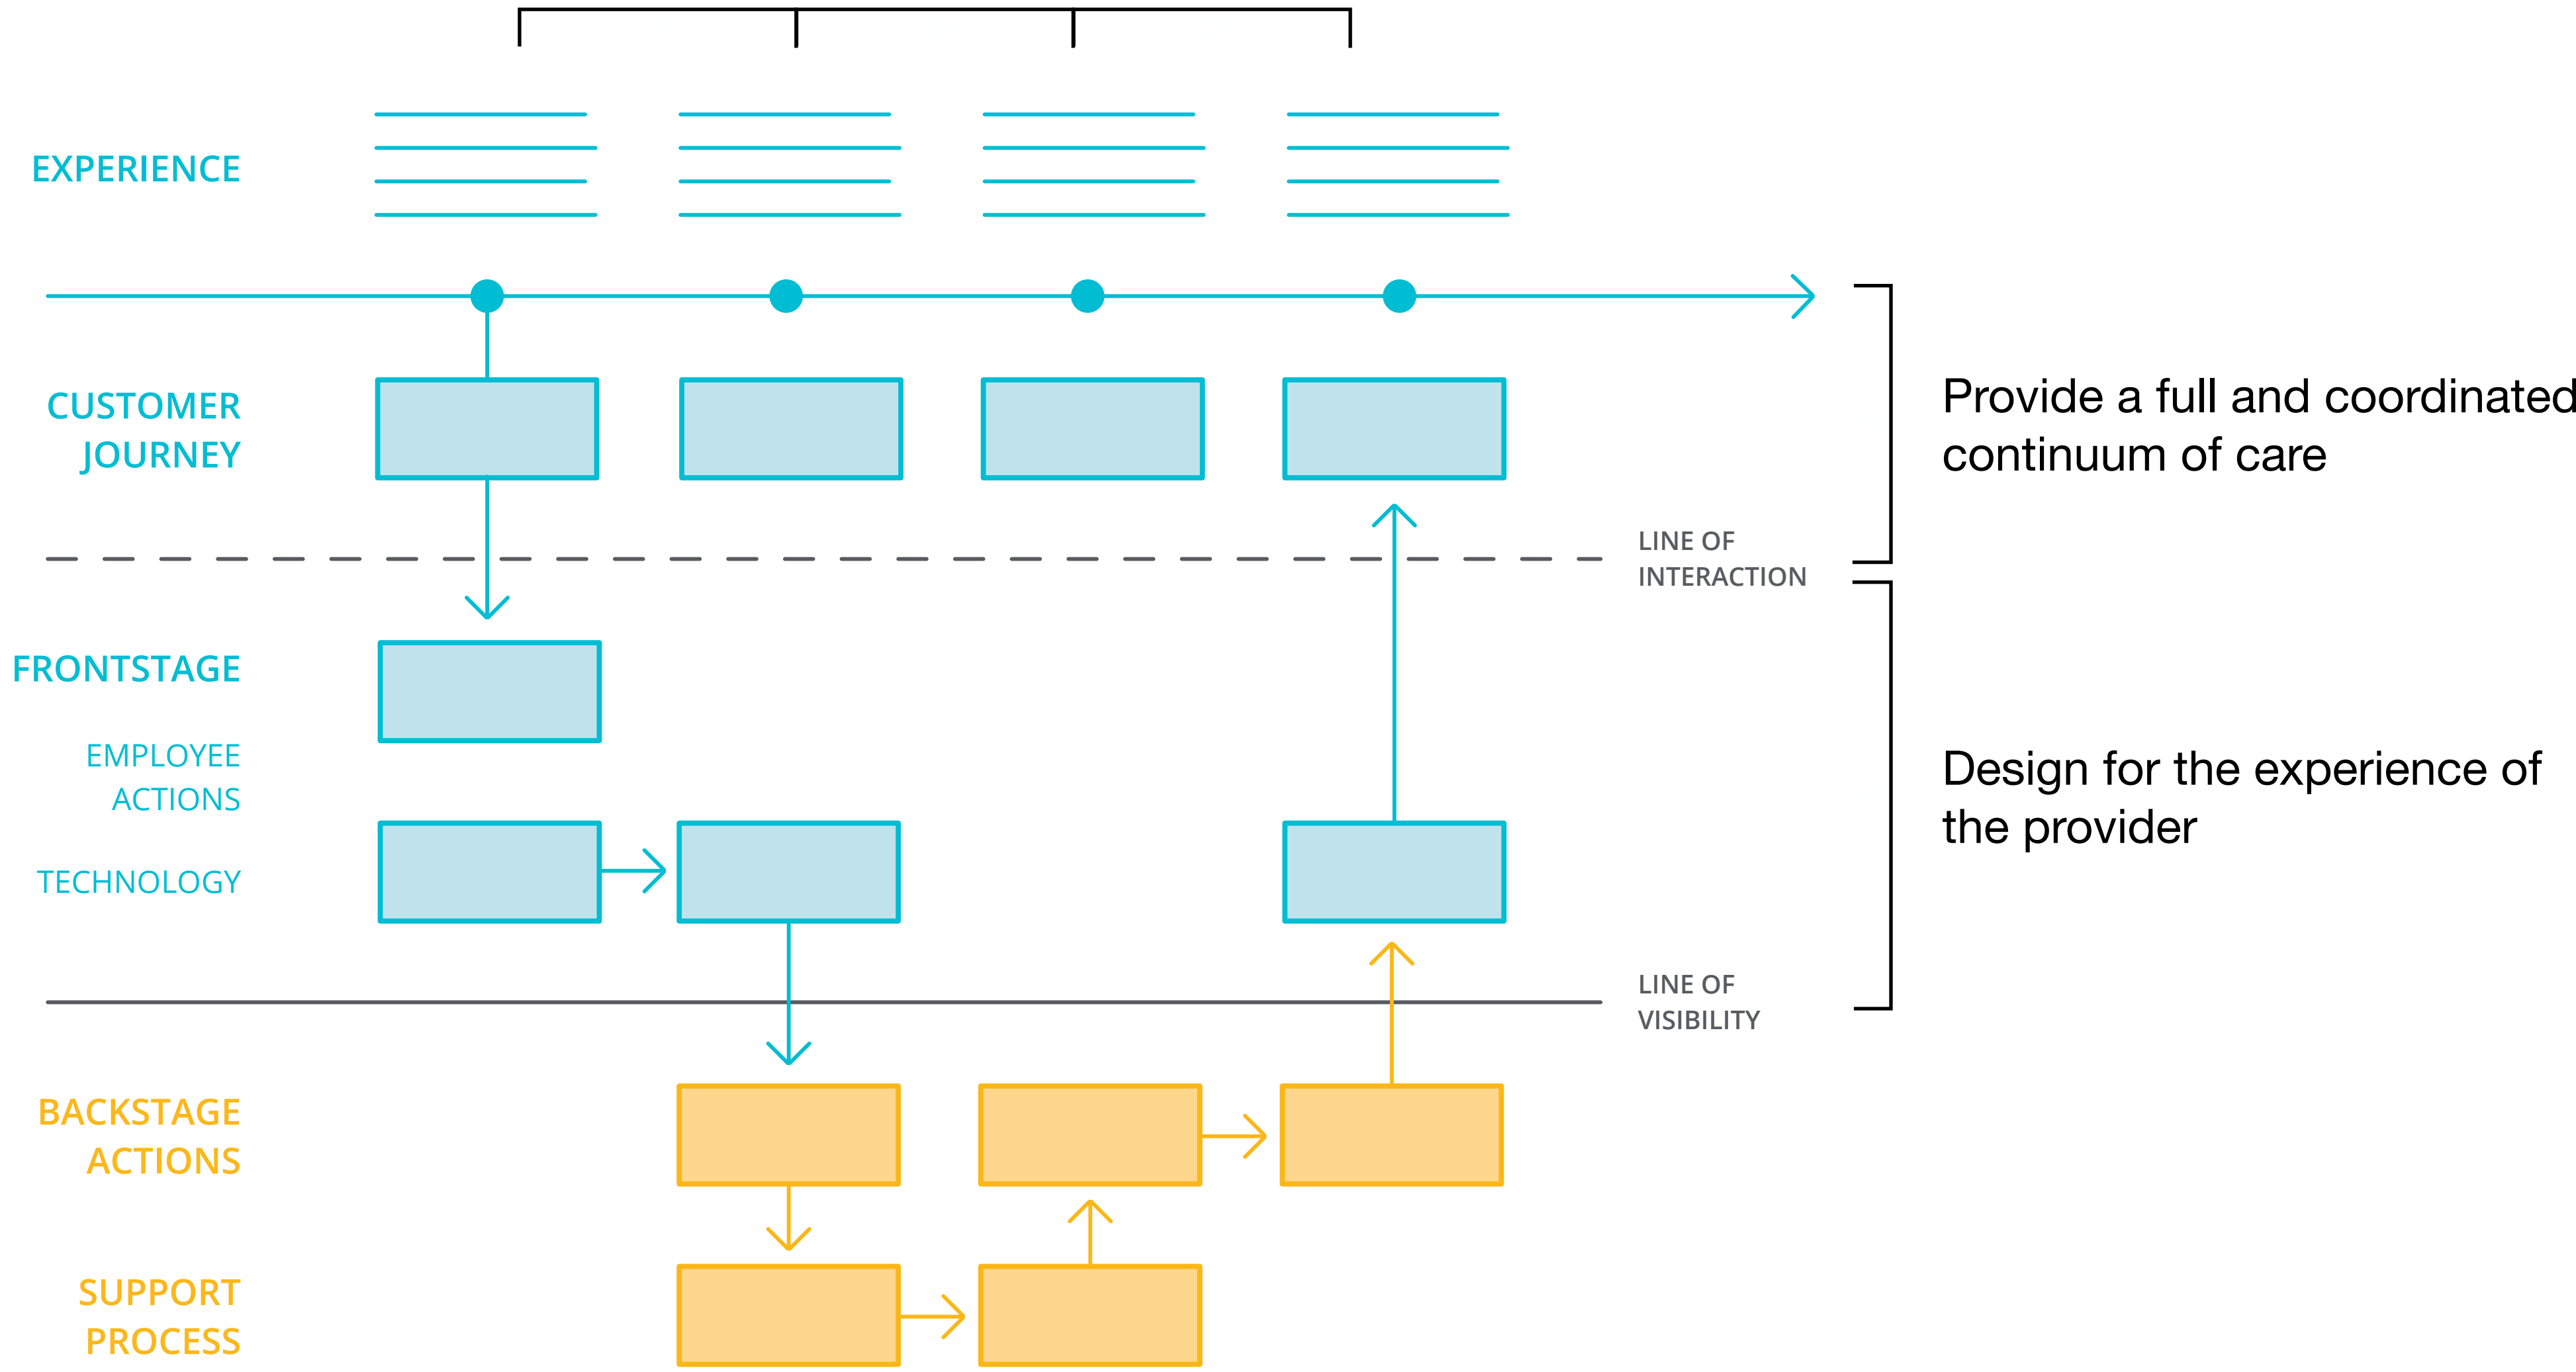 EXPERIENCE
CUSTOMER
JOURNEY
Provide a full and coordinated
continuum of care
LINE OF
INTERACTION
FRONTSTAGE
EMPLOYEE
ACTIONS
TECHNOLOGY
Design for the experience of
the provider
LINE OF
VISIBILITY
BACKSTAGE
ACTIONS
SUPPORT
PROCESS